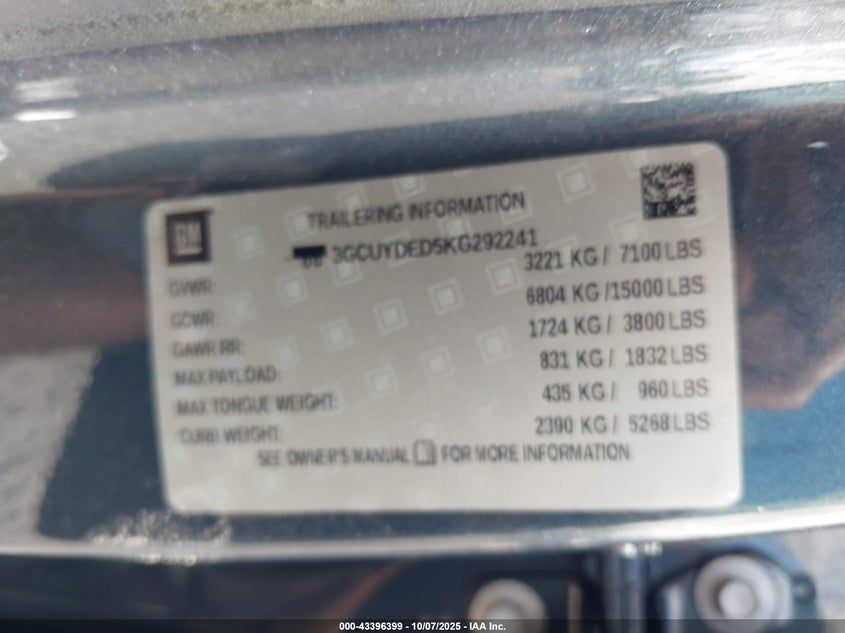 GM
TRAILERING INFORMATION
3GCUYDED5KG292241
GVWR: 3221 KG / 7100 LBS
GCWR: 6804 KG /15000 LBS
GAWR RR: 1724 KG / 3800 LBS
MAX PAYLOAD: 831 KG / 1832 LBS
MAX TONGUE WEIGHT: 435 KG / 960 LBS
CURB WEIGHT: 2390 KG / 5268 LBS
SEE OWNER'S MANUAL FOR MORE INFORMATION
000-43396399 | 10/07/2025 | © IAA Inc.